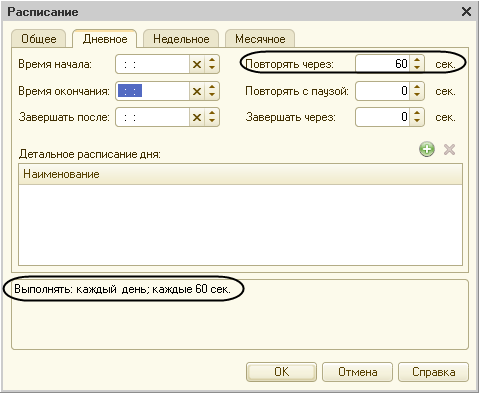 Расписание
Общее Дневное Недельное Месячное
Время начала: : : Повторять через: 60 сек.
Время окончания: : : Повторять с паузой: 0 сек.
Завершать после: : : Завершать через: 0 сек.
Детальное расписание дня:
Наименование
Выполнять: каждый день; каждые 60 сек.
OK Отмена Справка